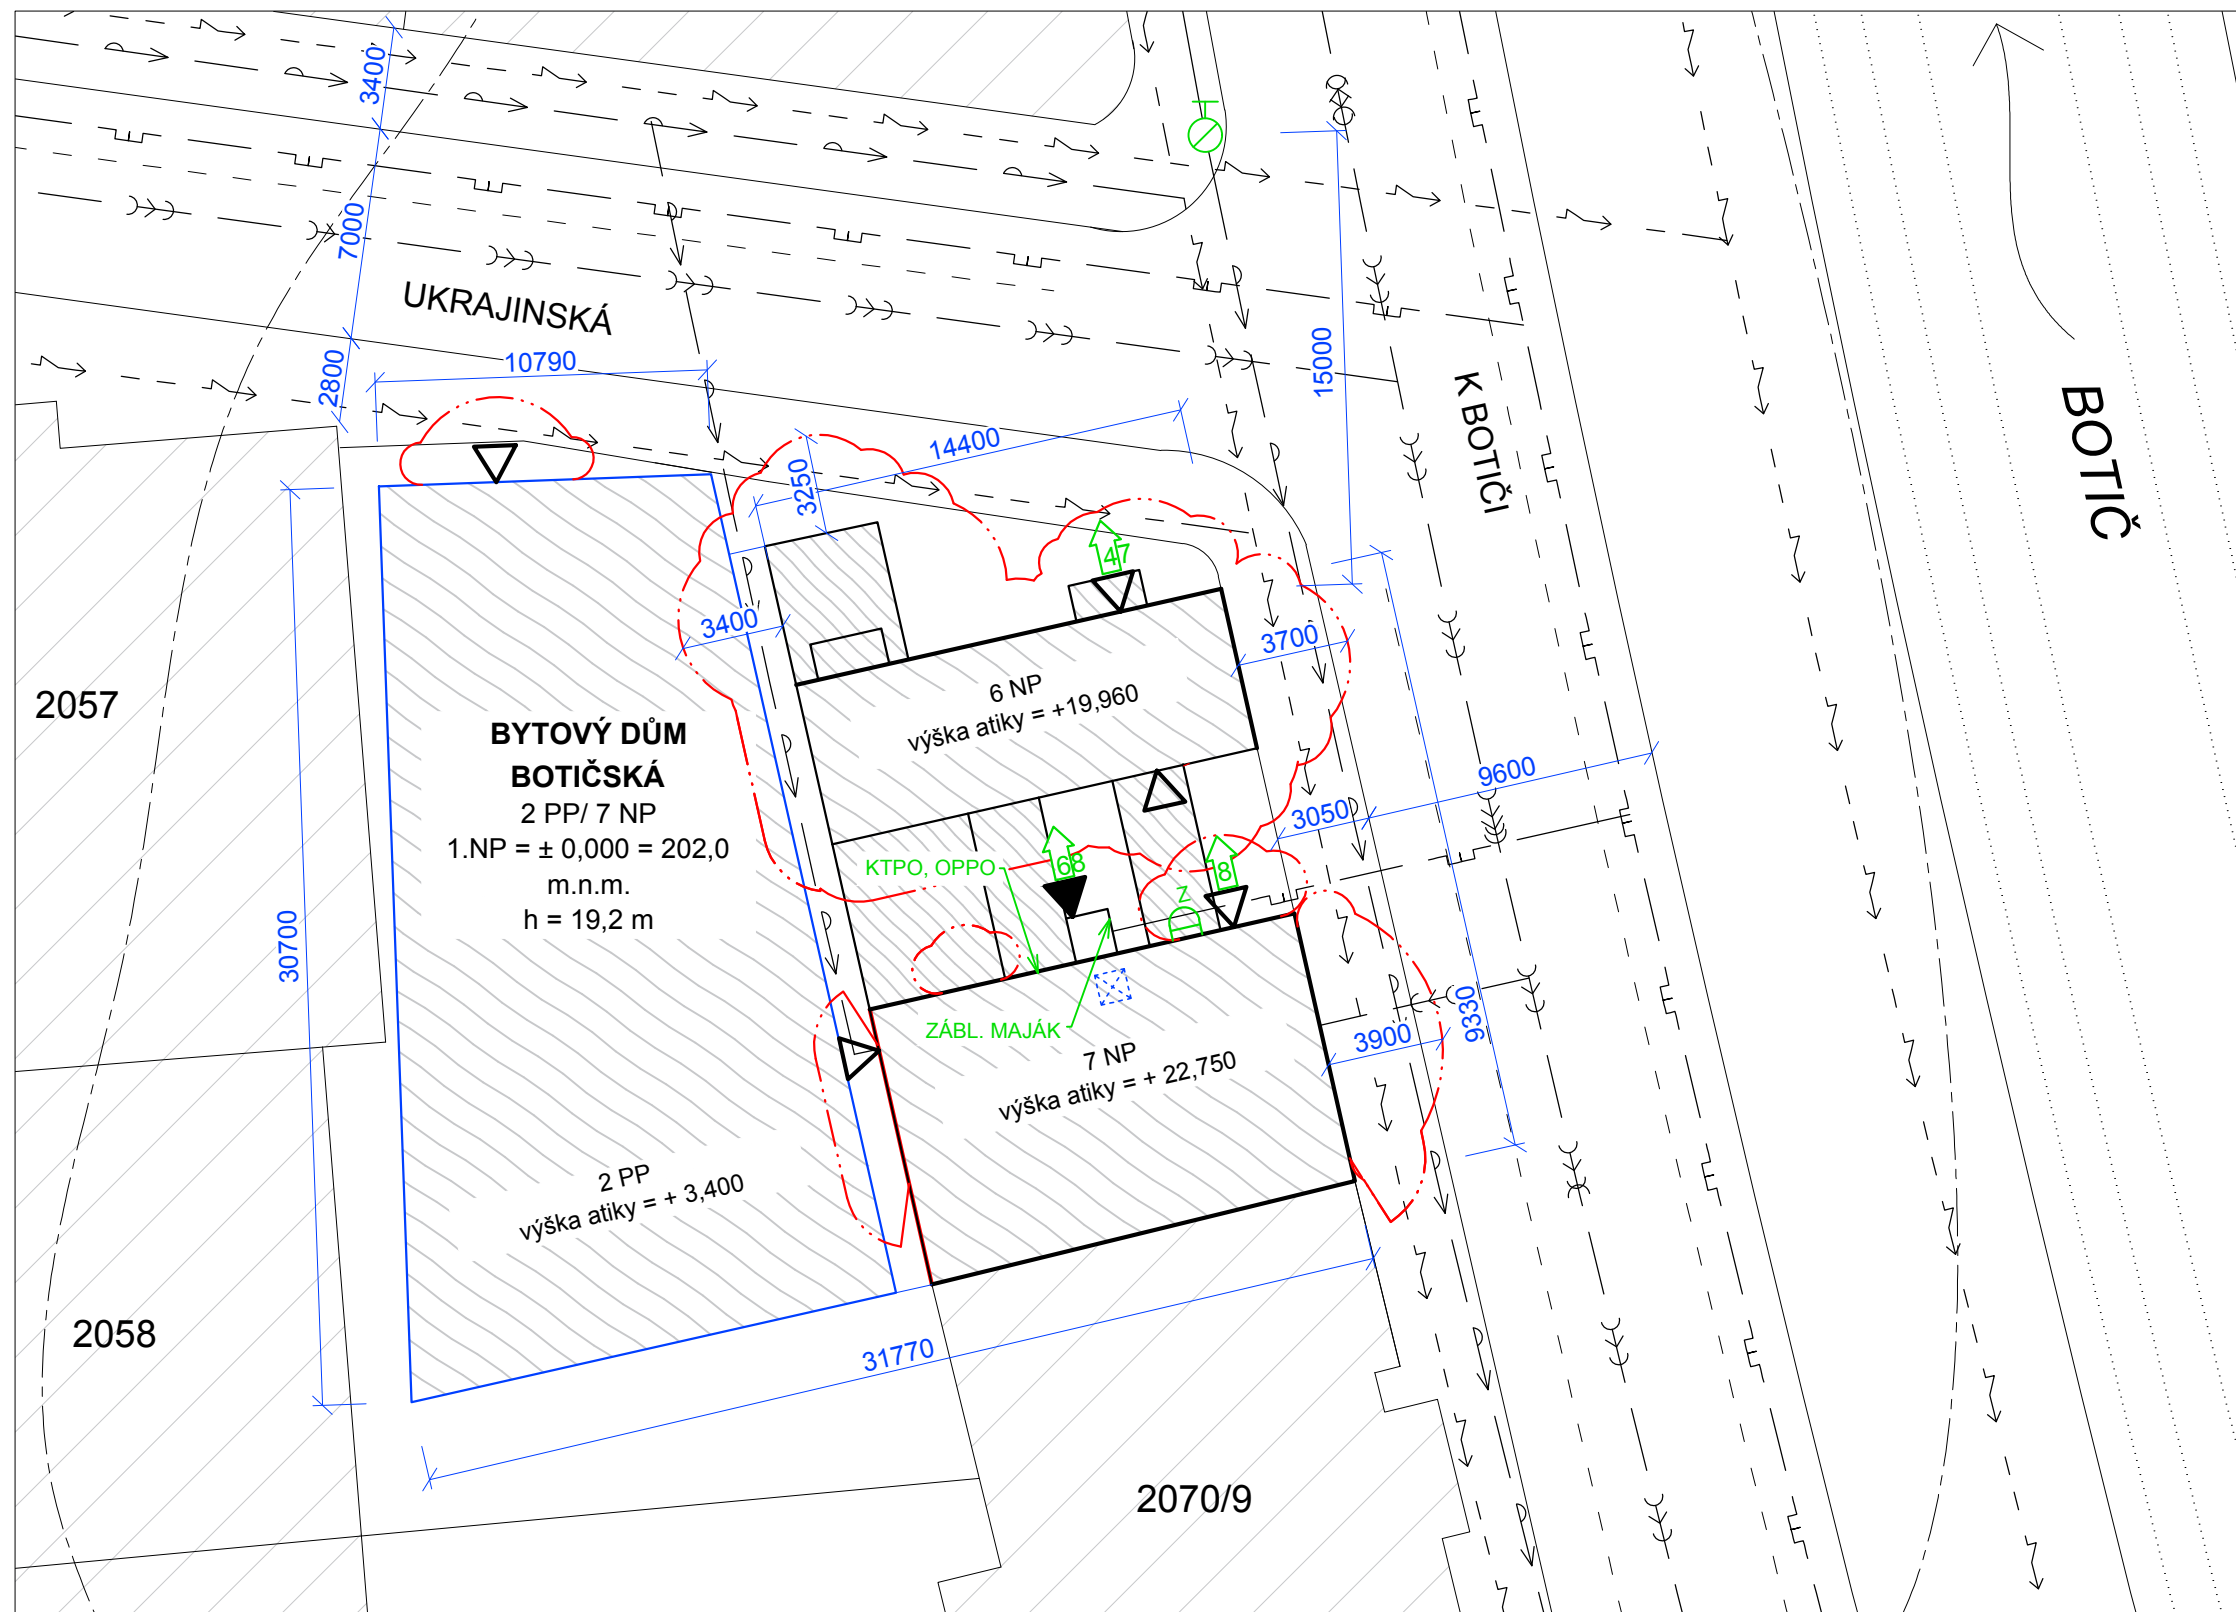 3400
7000
2800
UKRAJINSKÁ
10790
15000
K BOTIČI
BOTIČ
14400
3250
47
3400
3700
2057
6 NP
výška atiky = +19,960
BYTOVÝ DŮM
BOTIČSKÁ
2 PP/ 7 NP
1.NP = ± 0,000 = 202,0
m.n.m.
h = 19,2 m
9600
3050
KTPO, OPPO
68
8
Z
30700
ZÁBL. MAJÁK
9330
3900
7 NP
výška atiky = + 22,750
2 PP
výška atiky = + 3,400
2058
31770
2070/9